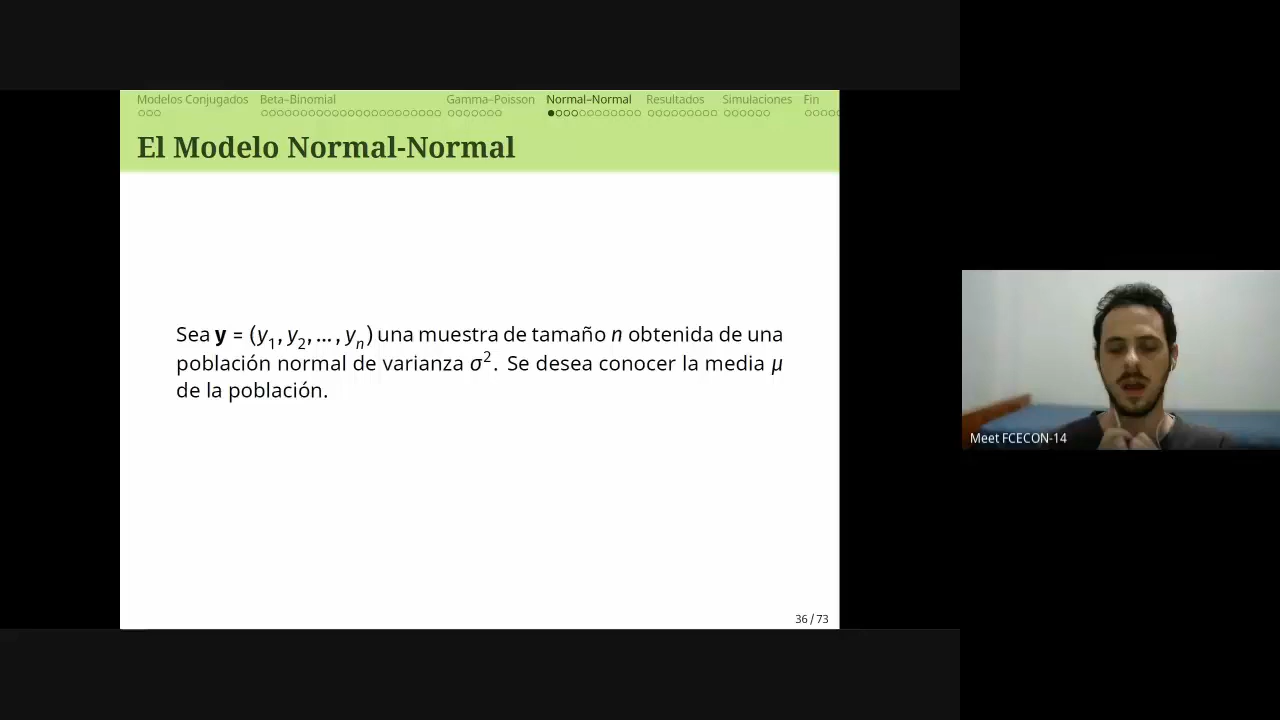 Modelos Conjugados Beta–Binomial Gamma–Poisson Normal–Normal Resultados Simulaciones Fin
El Modelo Normal-Normal
Sea y = (y₁, y₂, ..., yₙ) una muestra de tamaño n obtenida de una
población normal de varianza σ². Se desea conocer la media μ
de la población.
36 / 73
Meet FCECON-14